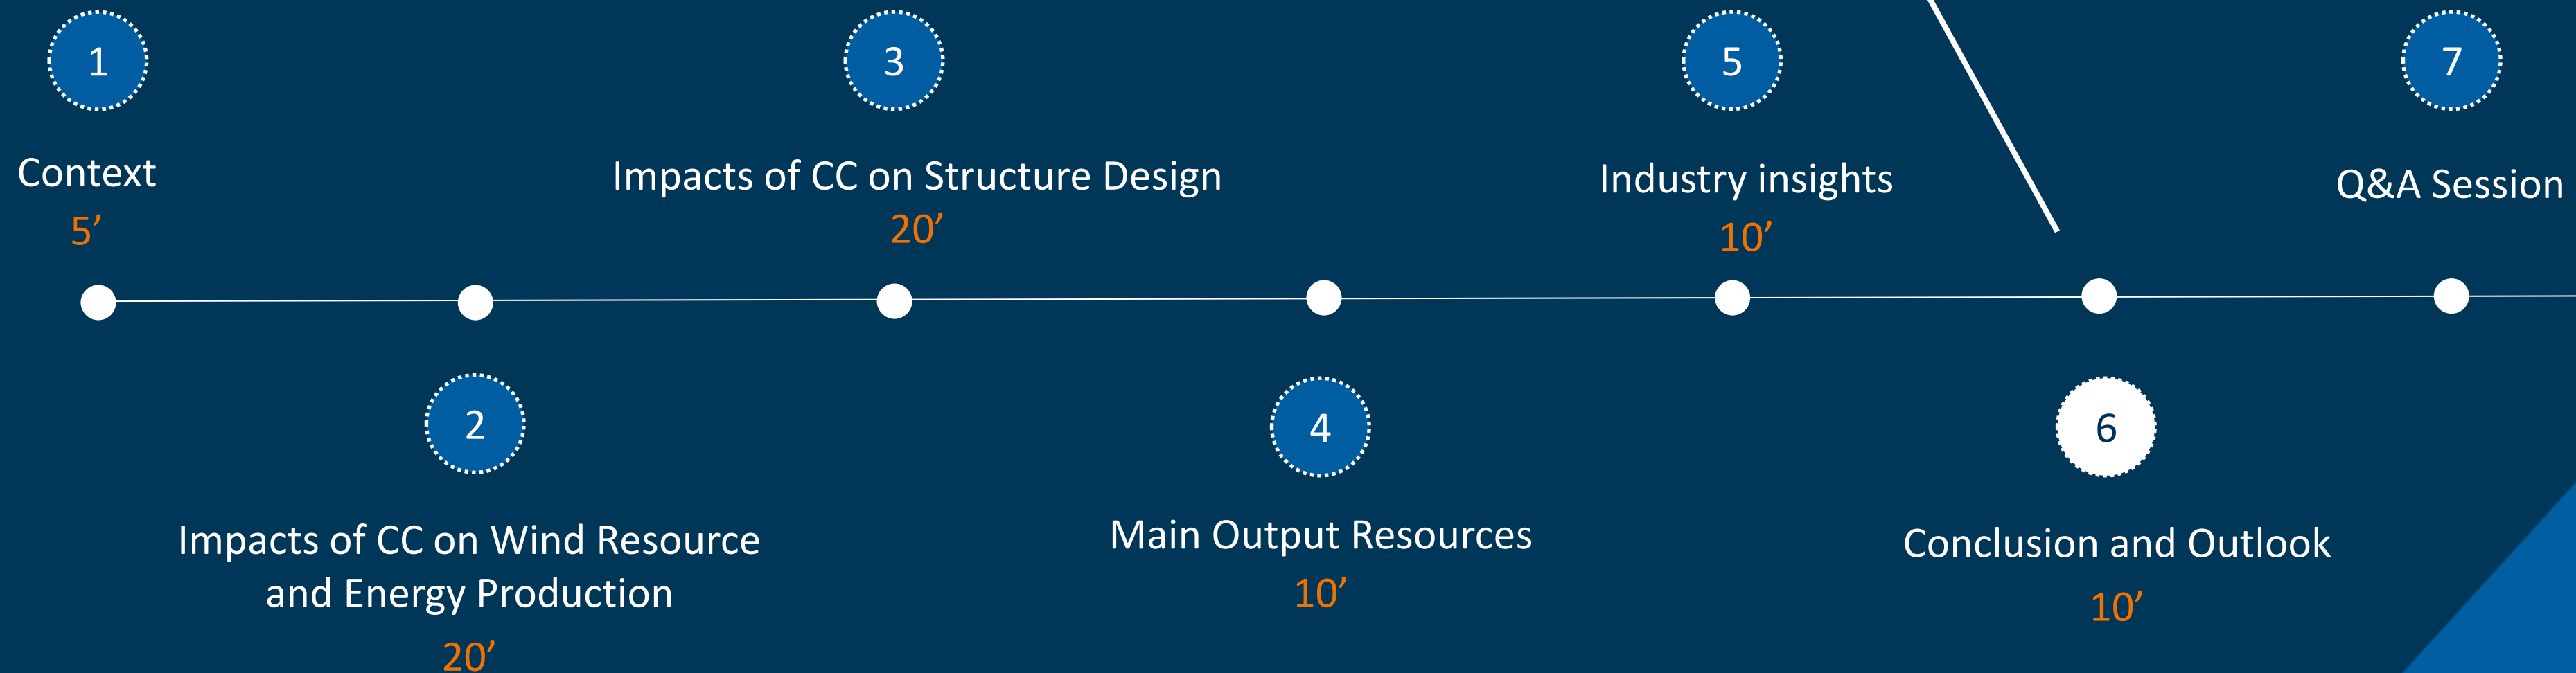 1
Context
5’
2
Impacts of CC on Wind Resource
and Energy Production
20’
3
Impacts of CC on Structure Design
20’
4
Main Output Resources
10’
5
Industry insights
10’
6
Conclusion and Outlook
10’
7
Q&A Session